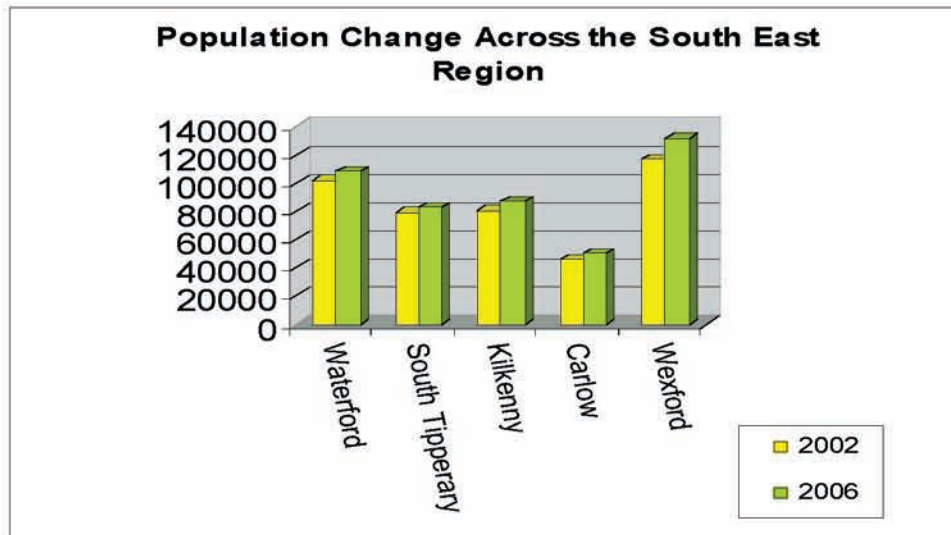 Population Change Across the South East
Region
140000
120000
100000
80000
60000
40000
20000
0
Waterford
South Tipperary
Kilkenny
Carlow
Wexford
2002
2006